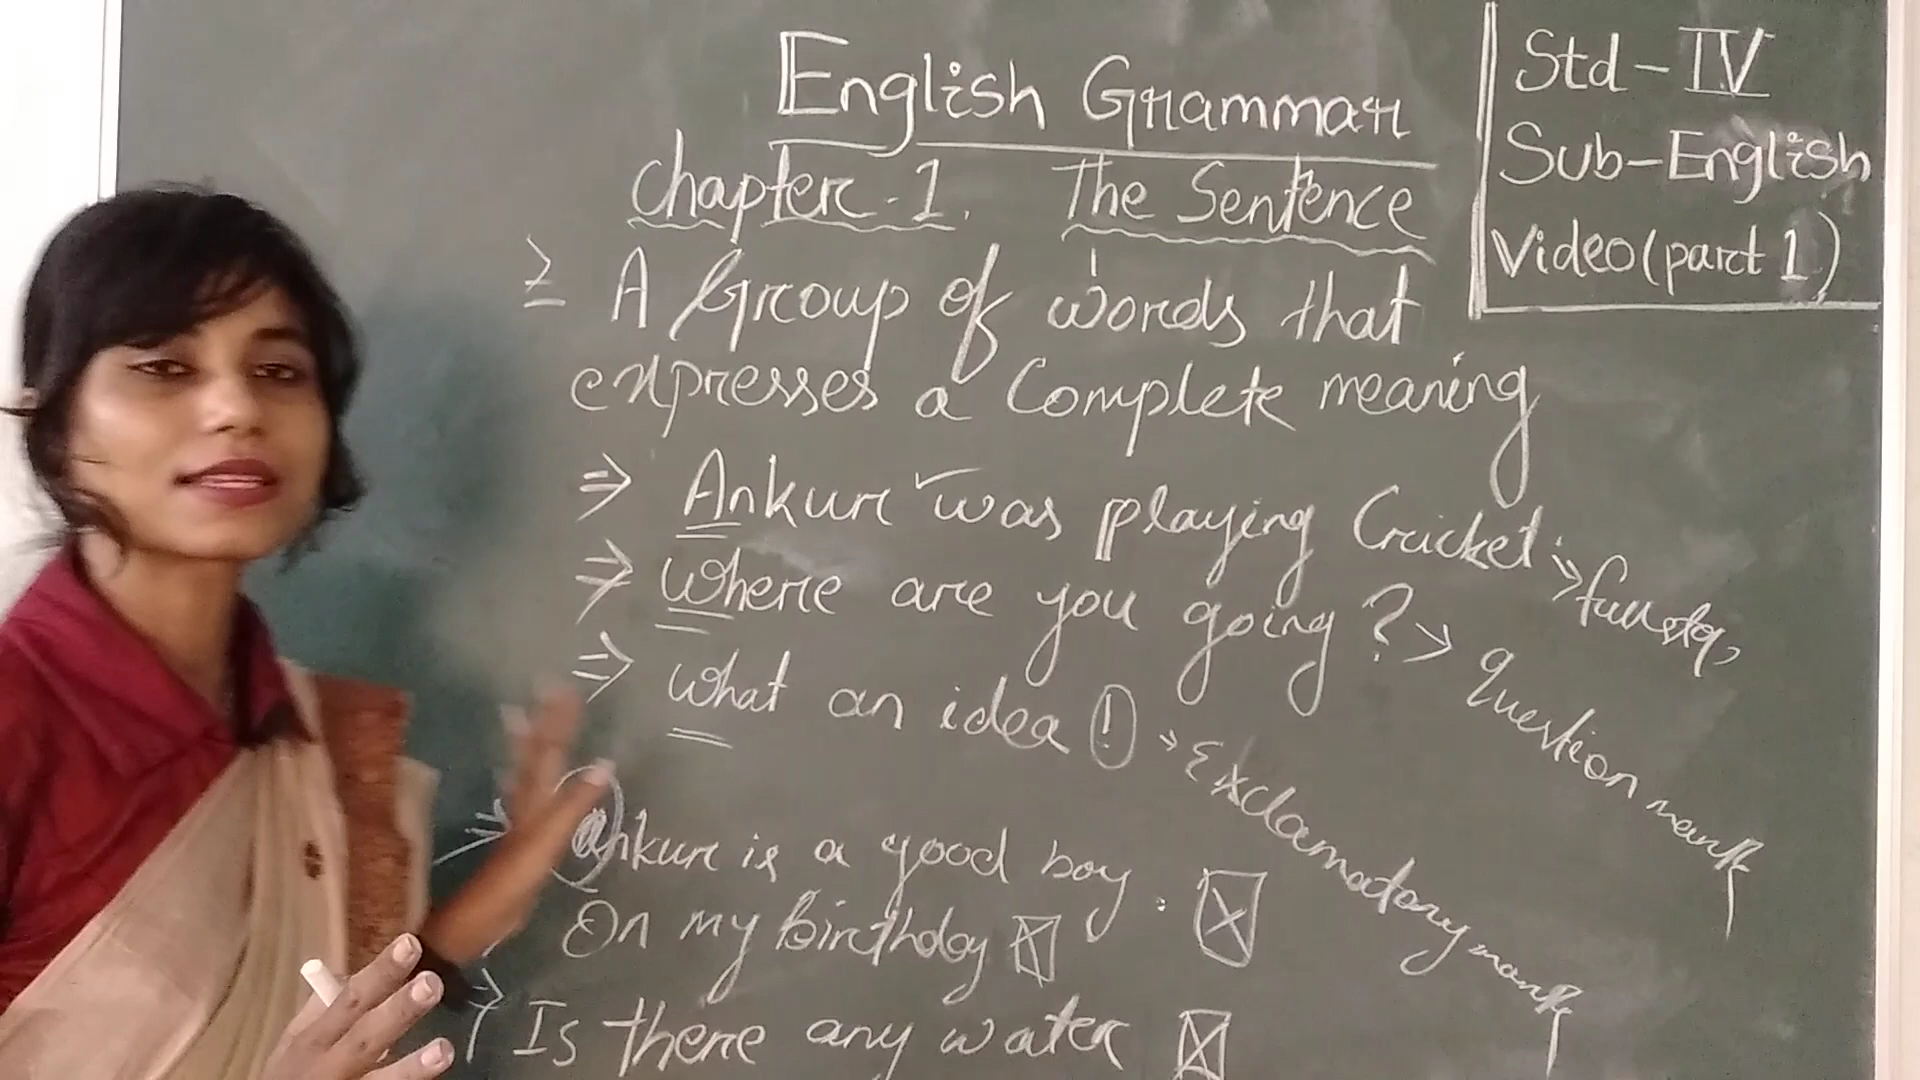 English Grammar
Std - IV
Sub - English
Video (part 1)
Chapter - 1. The Sentence
A Group of words that
expresses a Complete meaning
⇒ Ankur was playing Cricket. → full stop
⇒ Where are you going ? → question mark
⇒ What an idea ! → Exclamatory mark
ankur is a good boy .
On my Birthday
Is there any water